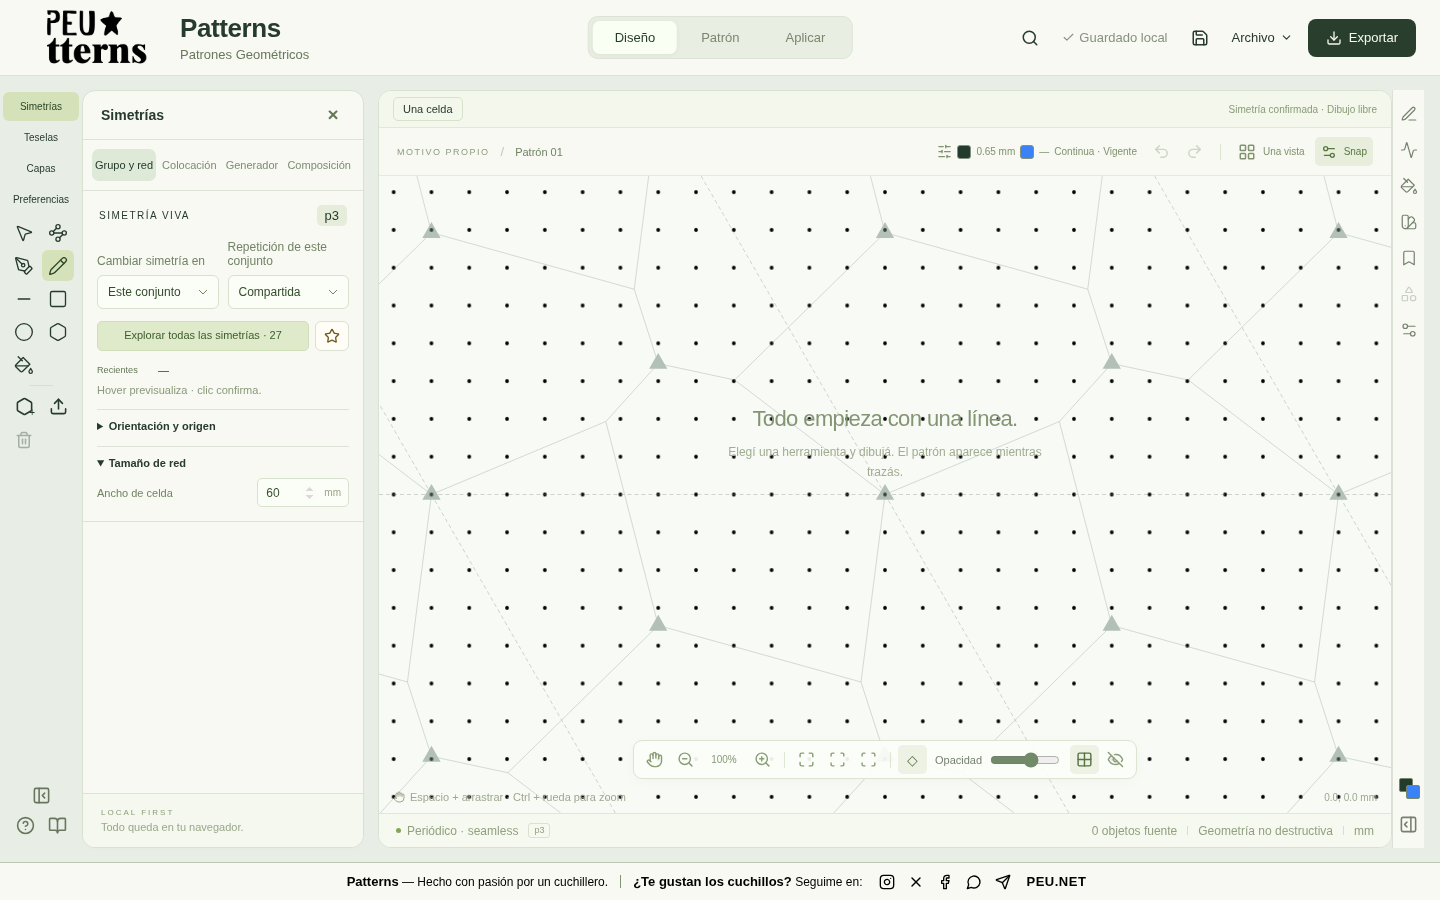 PEU
tterns
Patterns
Patrones Geométricos
Diseño
Patrón
Aplicar
Guardado local
Archivo
Exportar
Simetrías
Teselas
Capas
Preferencias
Simetrías
Grupo y red
Colocación
Generador
Composición
SIMETRÍA VIVA
p3
Cambiar simetría en
Repetición de este
conjunto
Este conjunto
Compartida
Explorar todas las simetrías · 27
Recientes —
Hover previsualiza · clic confirma.
Orientación y origen
Tamaño de red
Ancho de celda
60
mm
LOCAL FIRST
Todo queda en tu navegador.
Una celda
Simetría confirmada · Dibujo libre
MOTIVO PROPIO / Patrón 01
0.65 mm
— Continua · Vigente
Una vista
Snap
Todo empieza con una línea.
Elegí una herramienta y dibujá. El patrón aparece mientras
trazás.
100%
Opacidad
Espacio + arrastrar · Ctrl + rueda para zoom
0.0, 0.0 mm
Periódico · seamless
p3
0 objetos fuente
Geometría no destructiva
mm
Patterns — Hecho con pasión por un cuchillero.
¿Te gustan los cuchillos? Seguime en:
PEU.NET